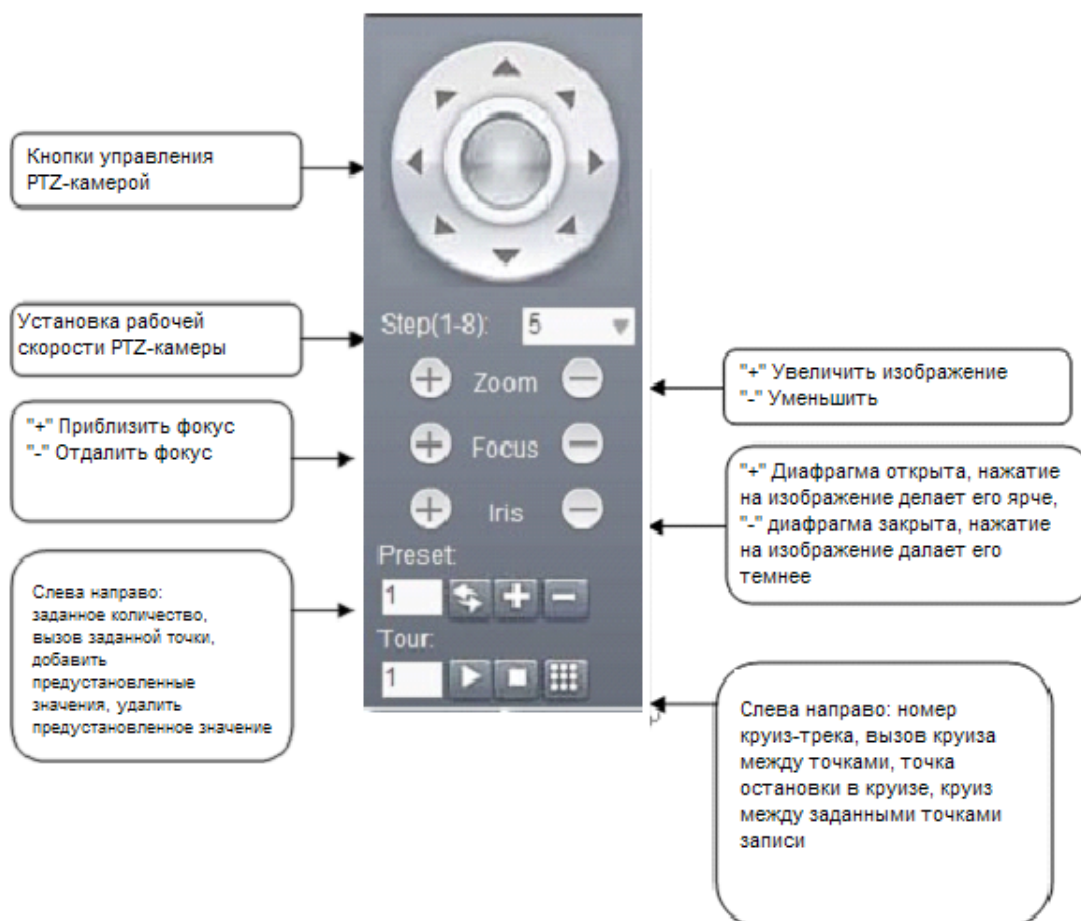 Кнопки управления
PTZ-камерой
Установка рабочей
скорости PTZ-камеры
Step(1-8): 5
Zoom
"+" Увеличить изображение
"-" Уменьшить
"+" Приблизить фокус
"-" Отдалить фокус
Focus
Iris
"+" Диафрагма открыта, нажатие
на изображение делает его ярче,
"-" диафрагма закрыта, нажатие
на изображение далает его
темнее
Preset:
1
Слева направо:
заданное количество,
вызов заданной точки,
добавить
предустановленные
значения, удалить
предустановленное значение
Tour:
1
Слева направо: номер
круиз-трека, вызов круиза
между точками, точка
остановки в круизе, круиз
между заданными точками
записи